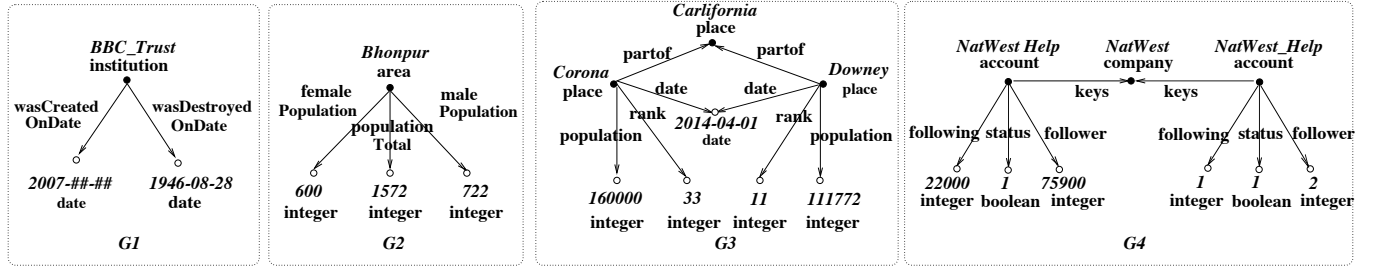 BBC_Trust
institution
wasCreated
OnDate
wasDestroyed
OnDate
2007-##-##
date
1946-08-28
date
G1
Bhonpur
area
female
Population
population
Total
male
Population
600
integer
1572
integer
722
integer
G2
Carlifornia
place
partof
partof
Corona
place
Downey
place
date
date
rank
2014-04-01
date
rank
population
population
160000
integer
33
integer
11
integer
111772
integer
G3
NatWest Help
account
NatWest
company
NatWest_Help
account
keys
keys
following
status
follower
following
status
follower
22000
integer
1
boolean
75900
integer
1
integer
1
boolean
2
integer
G4